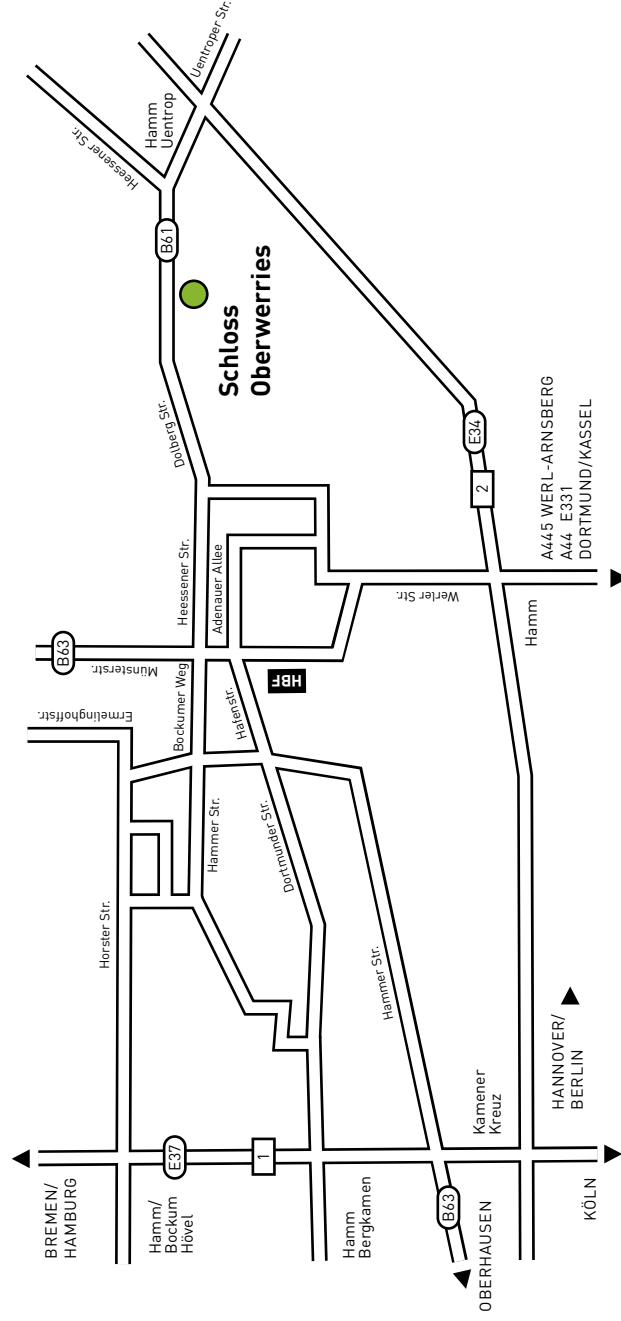 BREMEN/
HAMBURG
B63
Heessener Str.
Uentroper Str.
Ermelinghoffstr.
Münsterstr.
Horster Str.
Hamm
Uentrop
Hamm/
Bockum
Hövel
E37
B61
Dolberg Str.
Bockumer Weg
Heessener Str.
Hammer Str.
Adenauer Allee
Schloss
Oberwerries
Hafenstr.
1
Dortmunder Str.
HBF
Hamm
Bergkamen
Hammer Str.
Werler Str.
B63
E34
2
OBERHAUSEN
Kamener
Kreuz
Hamm
A445 WERL-ARNSBERG
A44 E331
DORTMUND/KASSEL
HANNOVER/
BERLIN
KÖLN